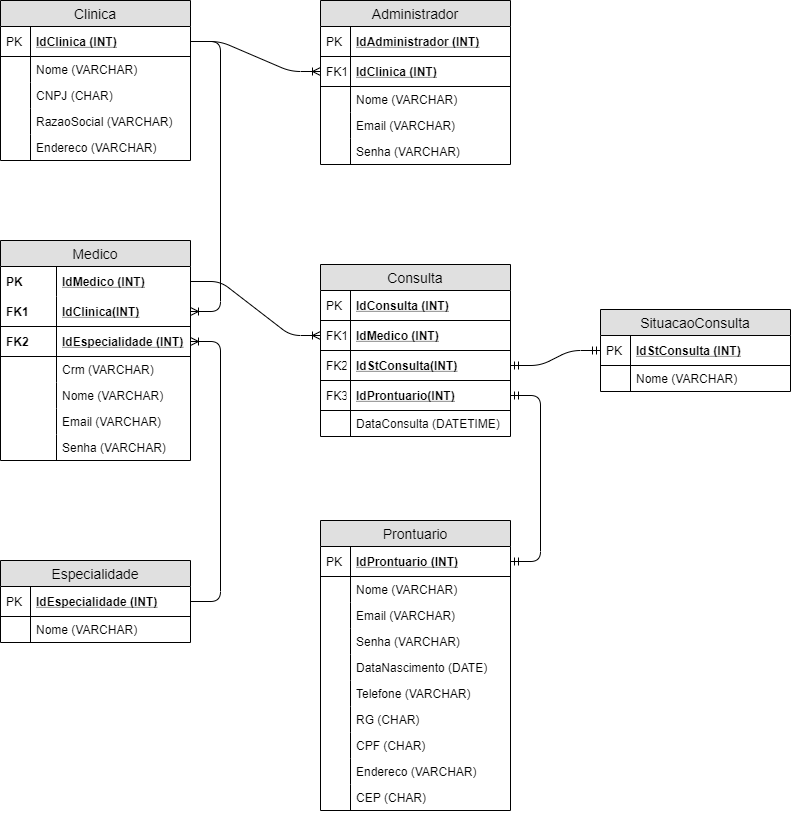 Clinica
PK IdClinica (INT)
Nome (VARCHAR)
CNPJ (CHAR)
RazaoSocial (VARCHAR)
Endereco (VARCHAR)
Administrador
PK IdAdministrador (INT)
FK1 IdClinica (INT)
Nome (VARCHAR)
Email (VARCHAR)
Senha (VARCHAR)
Medico
PK IdMedico (INT)
FK1 IdClinica(INT)
FK2 IdEspecialidade (INT)
Crm (VARCHAR)
Nome (VARCHAR)
Email (VARCHAR)
Senha (VARCHAR)
Consulta
PK IdConsulta (INT)
FK1 IdMedico (INT)
FK2 IdStConsulta(INT)
FK3 IdProntuario(INT)
DataConsulta (DATETIME)
SituacaoConsulta
PK IdStConsulta (INT)
Nome (VARCHAR)
Especialidade
PK IdEspecialidade (INT)
Nome (VARCHAR)
Prontuario
PK IdProntuario (INT)
Nome (VARCHAR)
Email (VARCHAR)
Senha (VARCHAR)
DataNascimento (DATE)
Telefone (VARCHAR)
RG (CHAR)
CPF (CHAR)
Endereco (VARCHAR)
CEP (CHAR)